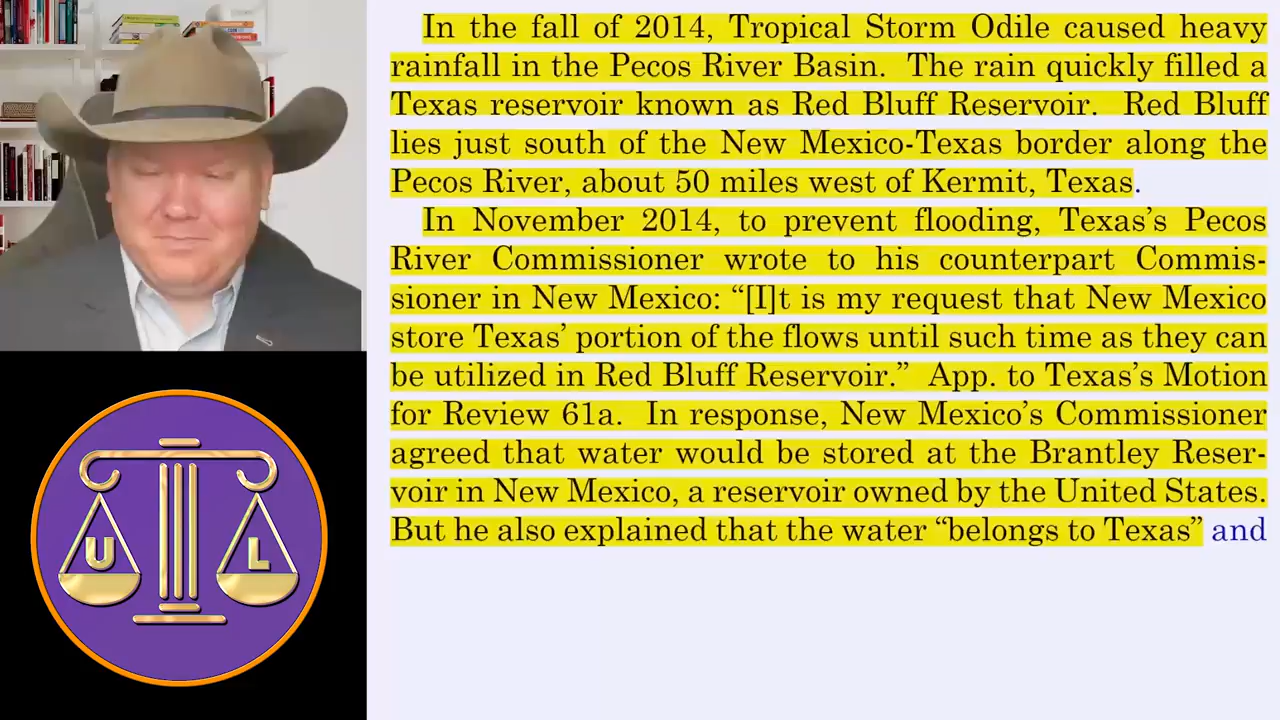 In the fall of 2014, Tropical Storm Odile caused heavy
rainfall in the Pecos River Basin. The rain quickly filled a
Texas reservoir known as Red Bluff Reservoir. Red Bluff
lies just south of the New Mexico-Texas border along the
Pecos River, about 50 miles west of Kermit, Texas.
In November 2014, to prevent flooding, Texas’s Pecos
River Commissioner wrote to his counterpart Commis-
sioner in New Mexico: “[I]t is my request that New Mexico
store Texas’ portion of the flows until such time as they can
be utilized in Red Bluff Reservoir.” App. to Texas’s Motion
for Review 61a. In response, New Mexico’s Commissioner
agreed that water would be stored at the Brantley Reser-
voir in New Mexico, a reservoir owned by the United States.
But he also explained that the water “belongs to Texas” and
U L